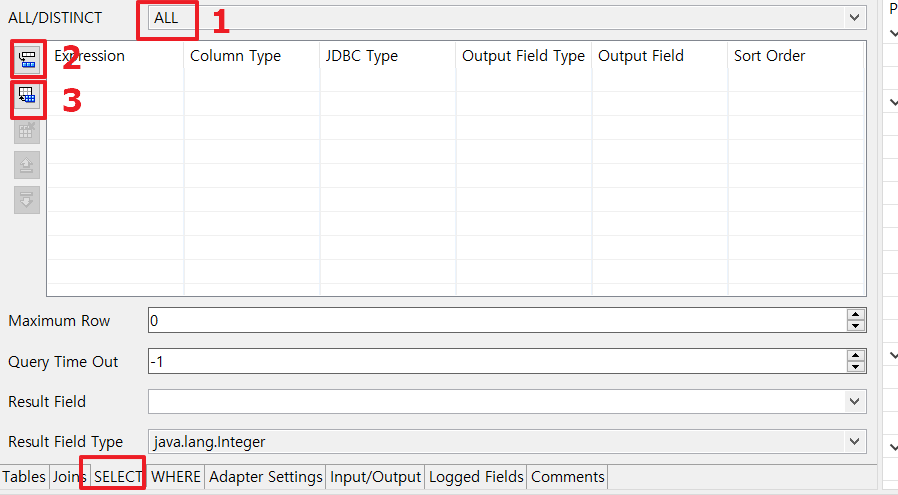 ALL/DISTINCT ALL 1
2
3
Expression Column Type JDBC Type Output Field Type Output Field Sort Order
Maximum Row 0
Query Time Out -1
Result Field
Result Field Type java.lang.Integer
Tables Joins SELECT WHERE Adapter Settings Input/Output Logged Fields Comments
P